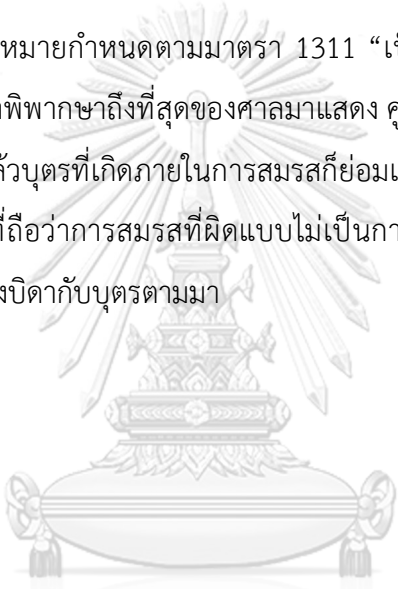 หมายกำหนดตามมาตรา 1311 “เ
พิพากษาถึงที่สุดของศาลมาแสดง
ล้วบุตรที่เกิดภายในการสมรสก็ย่อม
ที่ถือว่าการสมรสที่ผิดแบบไม่เป็นกา
บิดากับบุตรตามมา